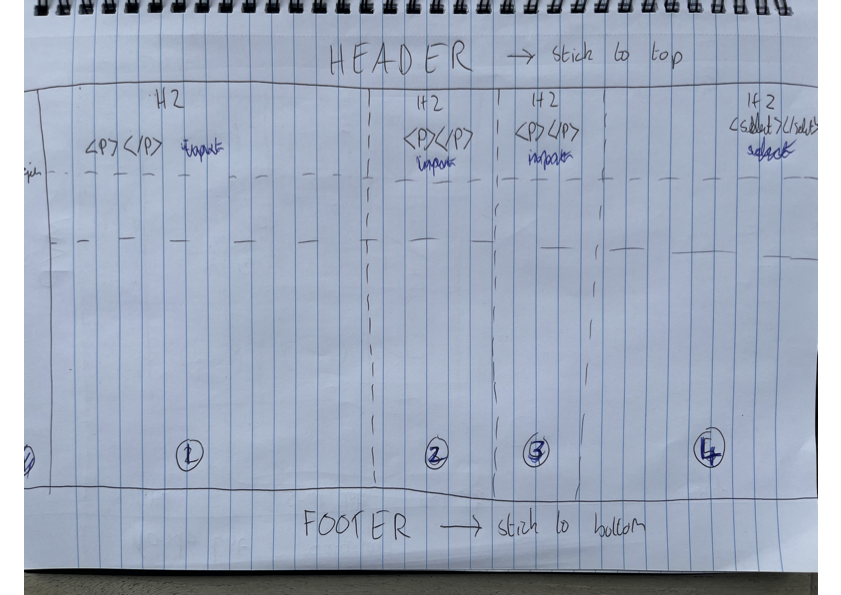 HEADER → stick to top
H2
H2
H2
H2
<P></P> input
<P></P>
input
<P></P>
input
<select></select>
select
1
2
3
4
FOOTER → stick to bottom